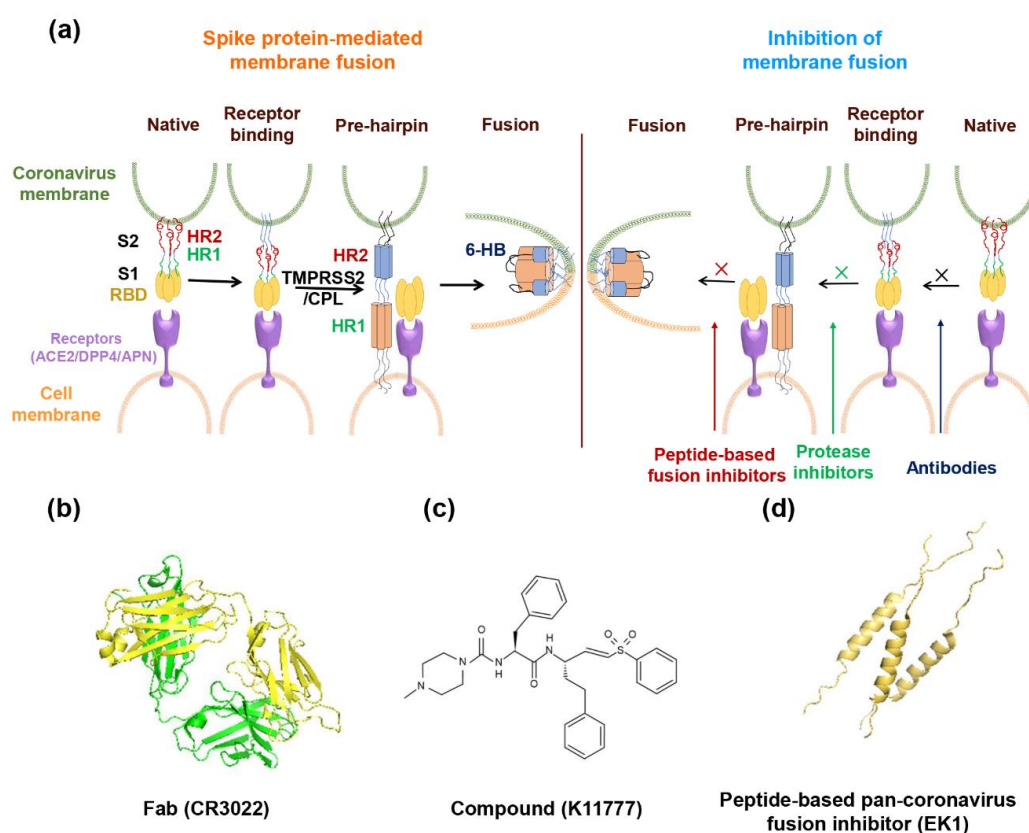 (a)
Spike protein-mediated
membrane fusion
Inhibition of
membrane fusion
Native
Receptor
binding
Pre-hairpin
Fusion
Fusion
Pre-hairpin
Receptor
binding
Native
Coronavirus
membrane
S2
HR2
HR1
S1
RBD
Receptors
(ACE2/DPP4/APN)
Cell
membrane
HR2
TMPRSS2
/CPL
HR1
6-HB
Peptide-based
fusion inhibitors
Protease
inhibitors
Antibodies
(b)
(c)
(d)
O
N
N
N
H
O
H
N
O
O
S
Fab (CR3022)
Compound (K11777)
Peptide-based pan-coronavirus
fusion inhibitor (EK1)